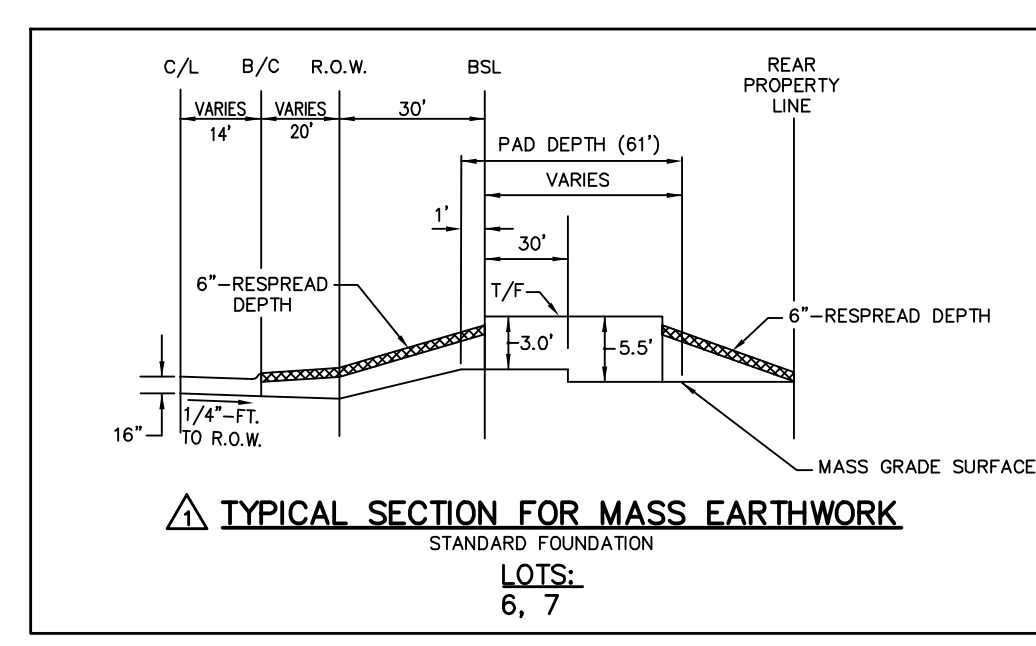 C/L B/C R.O.W. BSL
REAR
PROPERTY
LINE
VARIES VARIES 30'
14' 20'
PAD DEPTH (61')
VARIES
1'
30'
6"-RESPREAD
DEPTH
T/F
6"-RESPREAD DEPTH
3.0'
5.5'
1/4"-FT.
TO R.O.W.
16"
MASS GRADE SURFACE
1 TYPICAL SECTION FOR MASS EARTHWORK
STANDARD FOUNDATION
LOTS:
6, 7